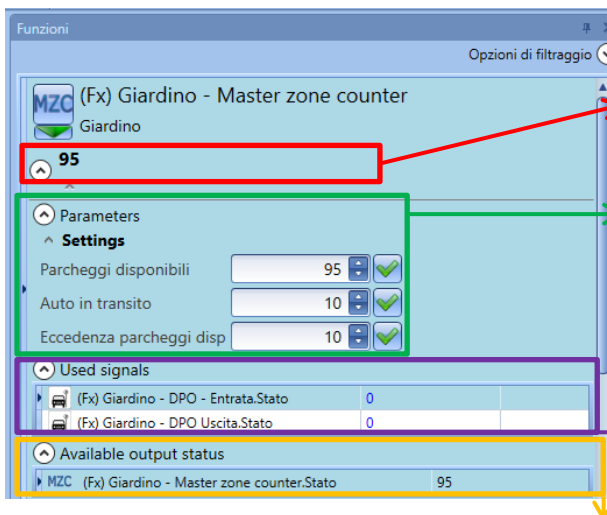 Funzioni
Opzioni di filtraggio
MZC (Fx) Giardino - Master zone counter
Giardino
95
Parameters
Settings
Parcheggi disponibili 95
Auto in transito 10
Eccedenza parcheggi disp 10
Used signals
(Fx) Giardino - DPO - Entrata.Stato 0
(Fx) Giardino - DPO Uscita.Stato 0
Available output status
MZC (Fx) Giardino - Master zone counter.Stato 95